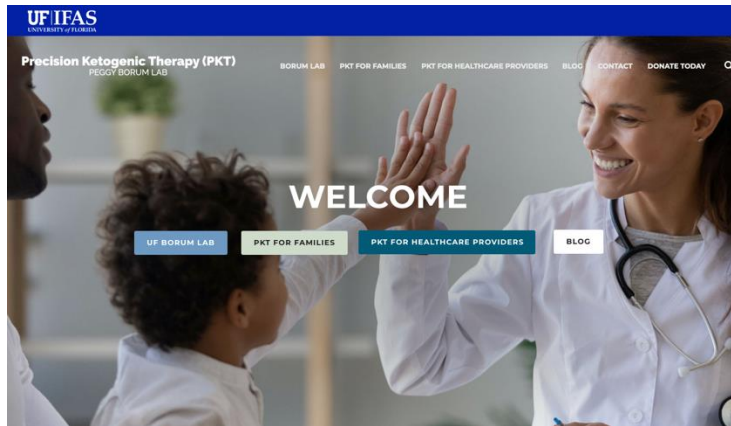 UF|IFAS
UNIVERSITY of FLORIDA
Precision Ketogenic Therapy (PKT)
PEGGY BORUM LAB
BORUM LAB PKT FOR FAMILIES PKT FOR HEALTHCARE PROVIDERS BLOG CONTACT DONATE TODAY
WELCOME
UF BORUM LAB PKT FOR FAMILIES PKT FOR HEALTHCARE PROVIDERS BLOG